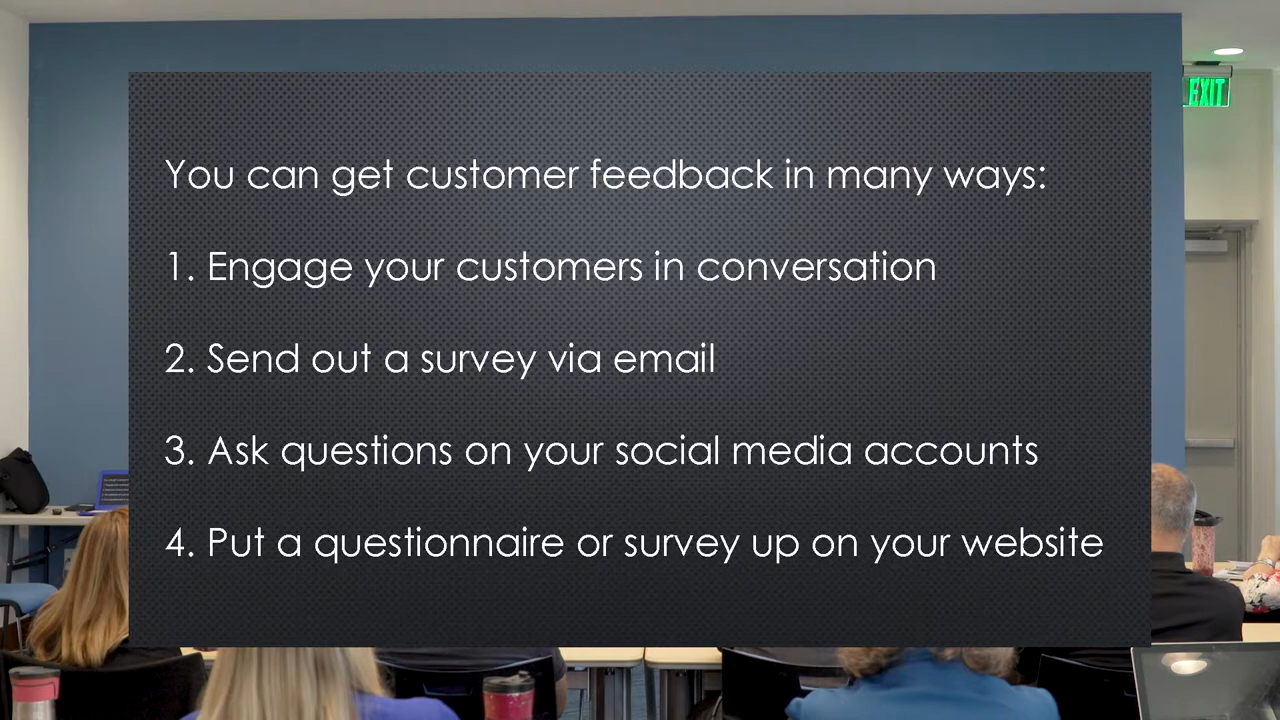 You can get customer feedback in many ways:
1. Engage your customers in conversation
2. Send out a survey via email
3. Ask questions on your social media accounts
4. Put a questionnaire or survey up on your website
EXIT